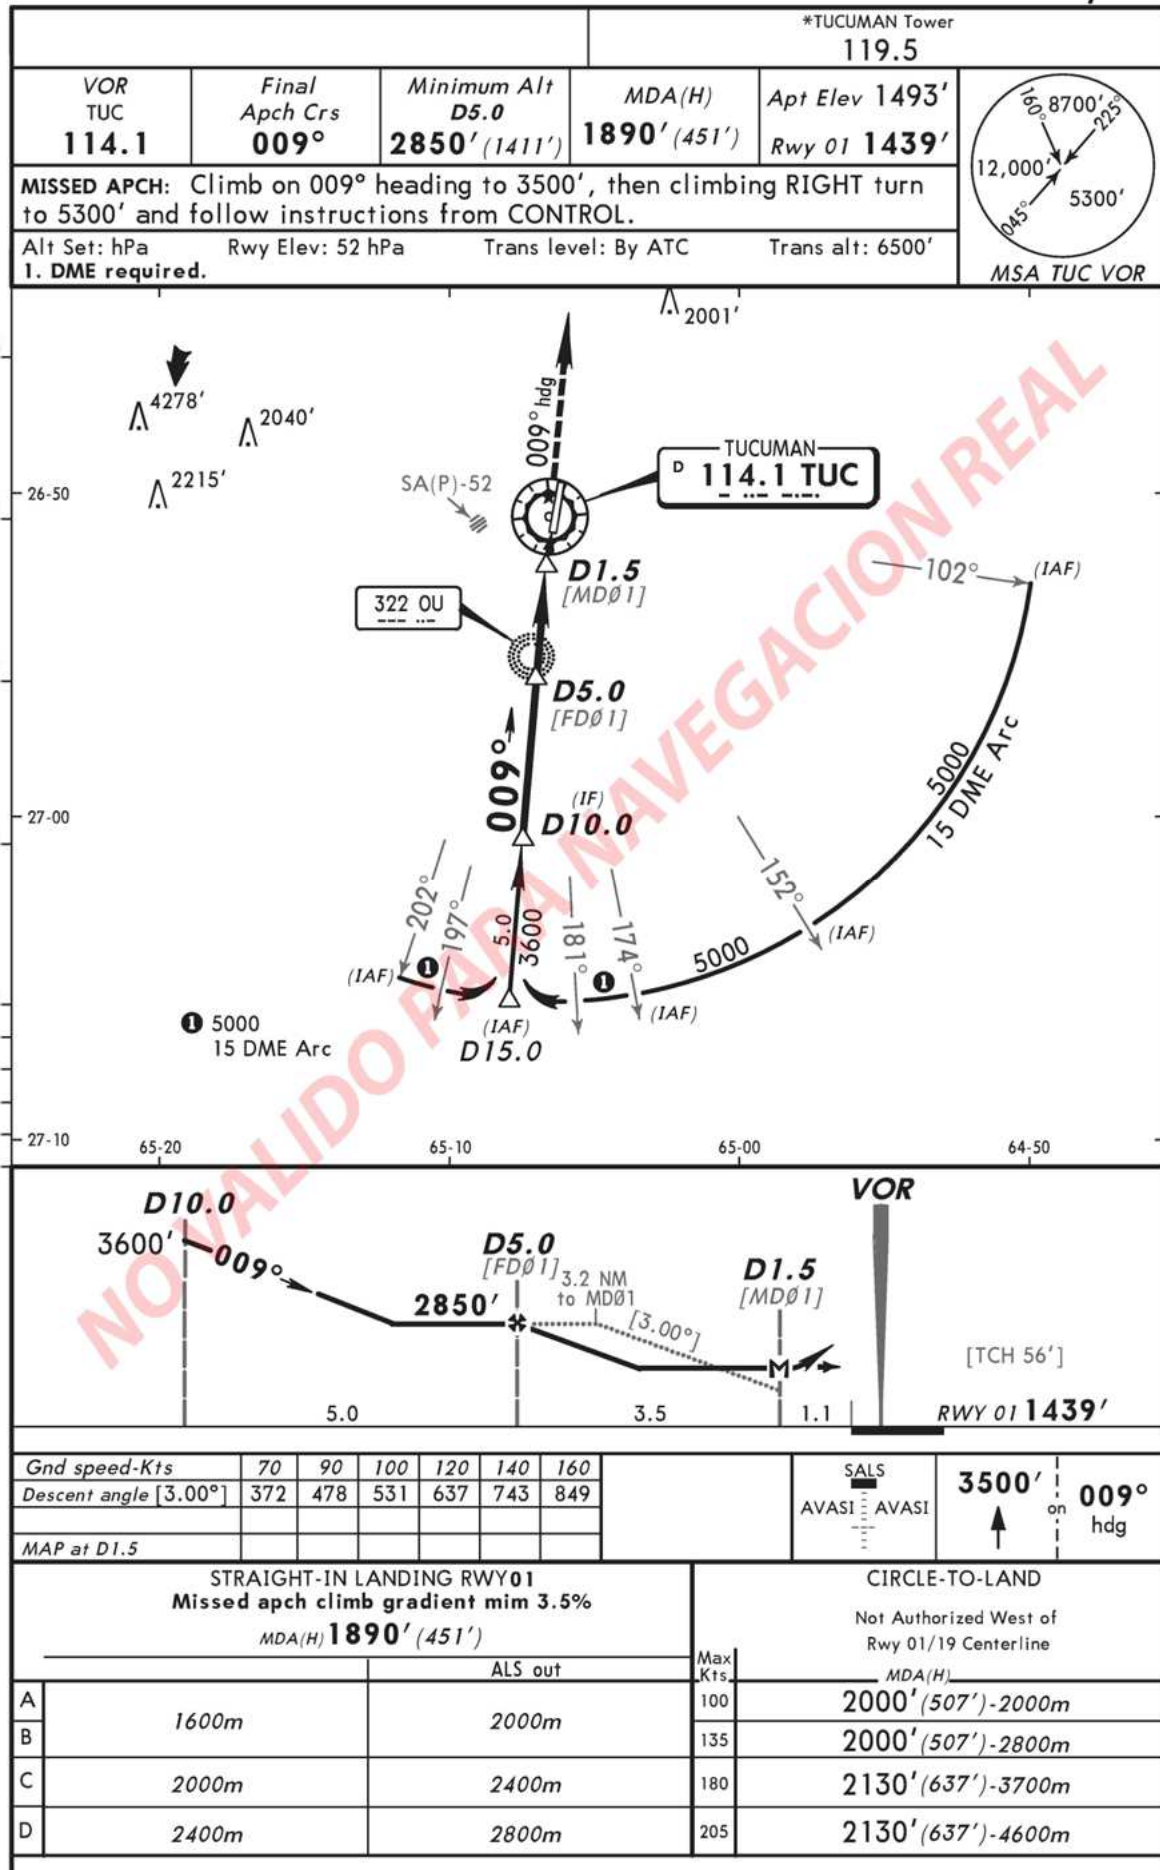 *TUCUMAN Tower
119.5
VOR
TUC
114.1
Final
Apch Crs
009°
Minimum Alt
D5.0
2850' (1411')
MDA(H)
1890' (451')
Apt Elev 1493'
Rwy 01 1439'
MISSED APCH: Climb on 009° heading to 3500', then climbing RIGHT turn
to 5300' and follow instructions from CONTROL.
Alt Set: hPa Rwy Elev: 52 hPa Trans level: By ATC Trans alt: 6500'
1. DME required.
160°
8700'
225°
12,000'
045°
5300'
MSA TUC VOR
2001'
4278'
2040'
2215'
009° hdg
TUCUMAN
D 114.1 TUC
26-50
SA(P)-52
D1.5
[MDØ1]
102°
(IAF)
322 OU
D5.0
[FDØ1]
009°
5000
15 DME Arc
27-00
(IF)
D10.0
152°
(IAF)
202°
197°
5.0
3600
181°
174°
5000
(IAF)
1
1
(IAF)
(IAF)
D15.0
1 5000
15 DME Arc
27-10
65-20
65-10
65-00
64-50
NO VALIDO PARA NAVEGACION REAL
VOR
D10.0
3600'
009°
D5.0
[FDØ1]
3.2 NM
to MDØ1
D1.5
[MDØ1]
2850'
[3.00°]
M
[TCH 56']
5.0
3.5
1.1
RWY 01 1439'
Gnd speed-Kts 70 90 100 120 140 160
Descent angle [3.00°] 372 478 531 637 743 849
MAP at D1.5
SALS
AVASI AVASI
3500'
on
009°
hdg
STRAIGHT-IN LANDING RWY01
Missed apch climb gradient mim 3.5%
MDA(H) 1890' (451')
ALS out
A
B
1600m
2000m
C
2000m
2400m
D
2400m
2800m
CIRCLE-TO-LAND
Not Authorized West of
Rwy 01/19 Centerline
Max
Kts
MDA(H)
100 2000' (507')-2000m
135 2000' (507')-2800m
180 2130' (637')-3700m
205 2130' (637')-4600m